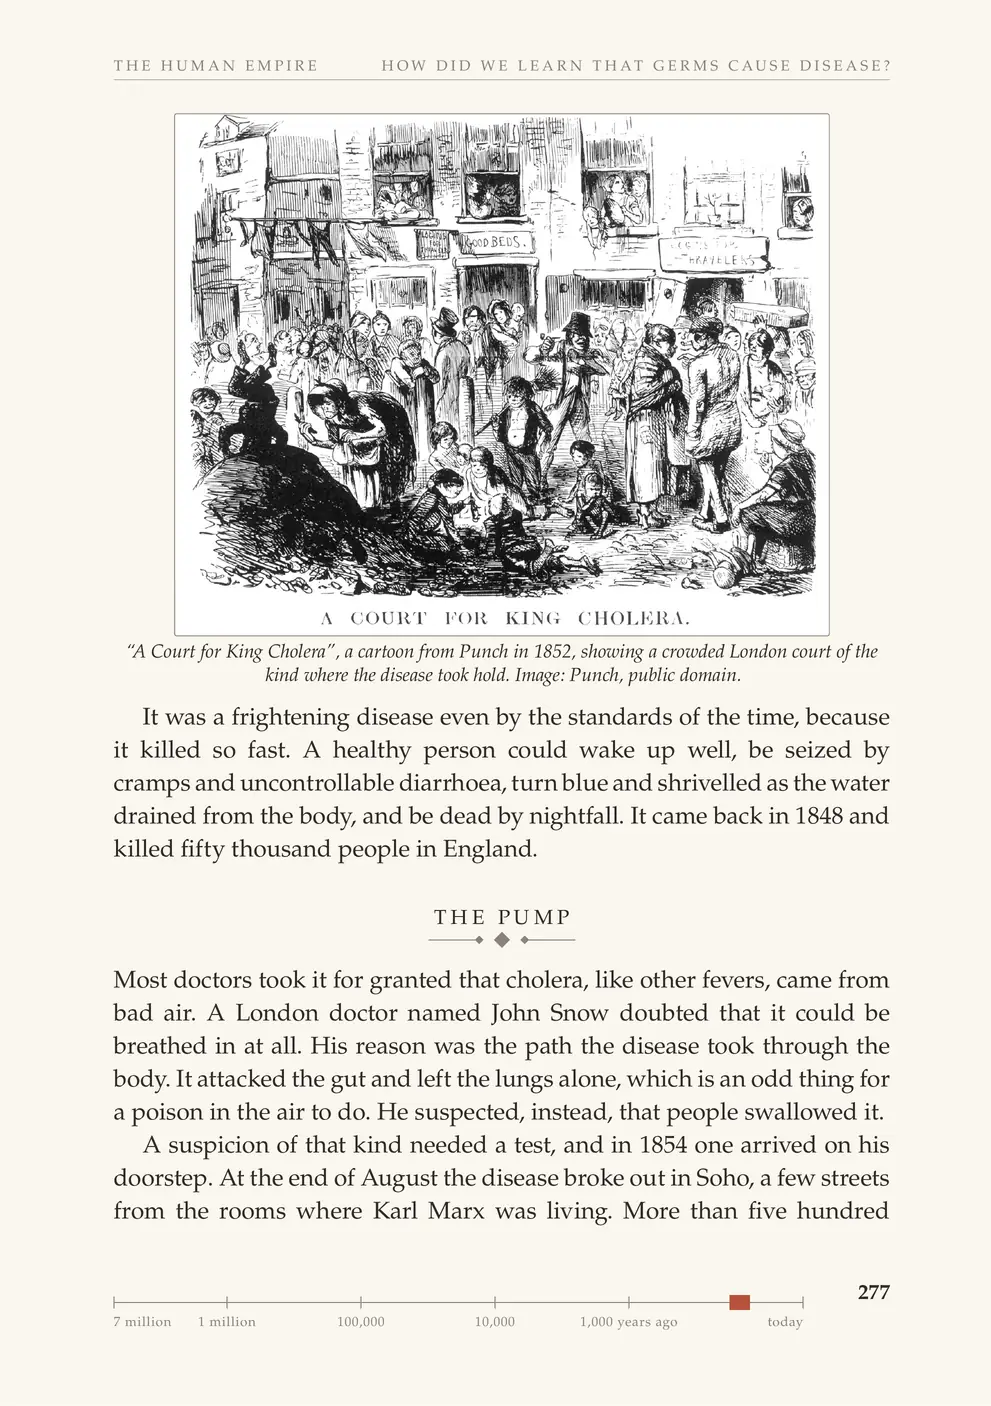 THE HUMAN EMPIRE
HOW DID WE LEARN THAT GERMS CAUSE DISEASE?
GOOD BEDS.
TRAVELERS
A COURT FOR KING CHOLERA.
“A Court for King Cholera”, a cartoon from Punch in 1852, showing a crowded London court of the
kind where the disease took hold. Image: Punch, public domain.
It was a frightening disease even by the standards of the time, because
it killed so fast. A healthy person could wake up well, be seized by
cramps and uncontrollable diarrhoea, turn blue and shrivelled as the water
drained from the body, and be dead by nightfall. It came back in 1848 and
killed fifty thousand people in England.
THE PUMP
Most doctors took it for granted that cholera, like other fevers, came from
bad air. A London doctor named John Snow doubted that it could be
breathed in at all. His reason was the path the disease took through the
body. It attacked the gut and left the lungs alone, which is an odd thing for
a poison in the air to do. He suspected, instead, that people swallowed it.
A suspicion of that kind needed a test, and in 1854 one arrived on his
doorstep. At the end of August the disease broke out in Soho, a few streets
from the rooms where Karl Marx was living. More than five hundred
277
7 million 1 million 100,000 10,000 1,000 years ago today